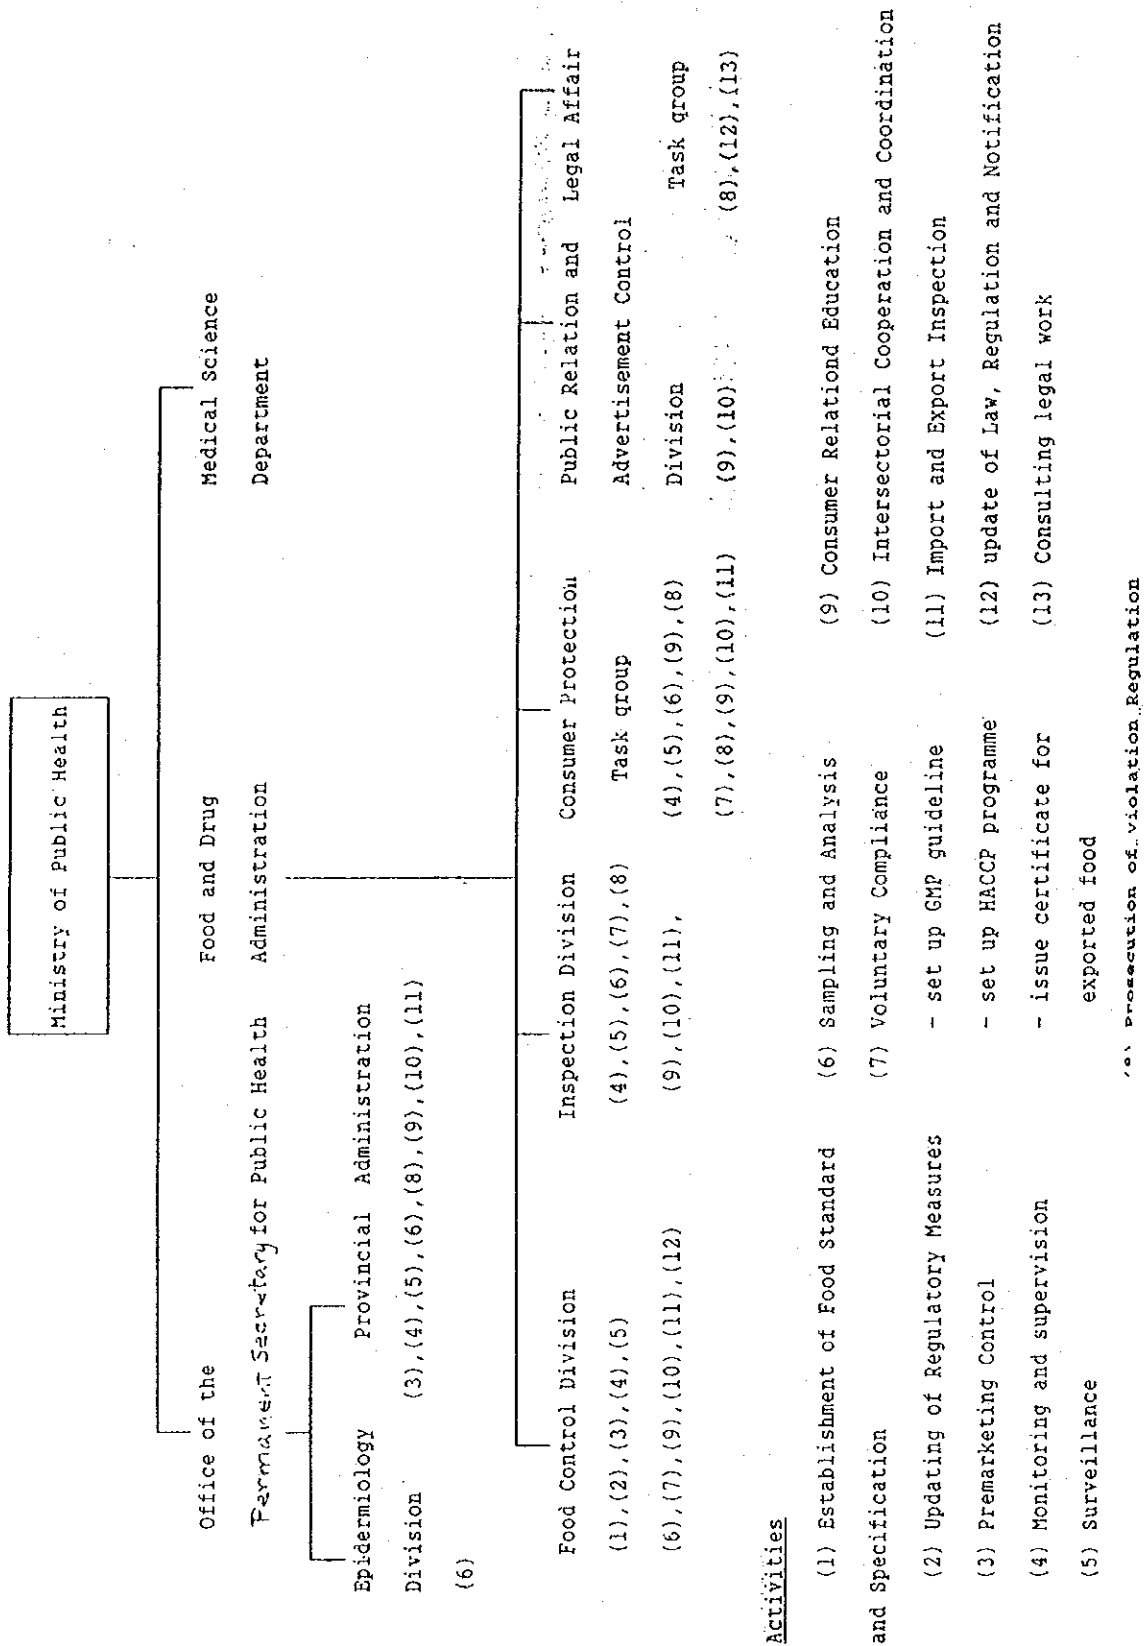 Ministry of Public Health
Office of the
Permanent Secretary for Public Health
Food and Drug
Administration
Medical Science
Department
Epidermiology
Division
(6)
Provincial Administration
(3),(4),(5),(6),(8),(9),(10),(11)
Food Control Division
(1),(2),(3),(4),(5)
(6),(7),(9),(10),(11),(12)
Inspection Division
(4),(5),(6),(7),(8)
(9),(10),(11),
Consumer Protection
Task group
(4),(5),(6),(9),(8)
(7),(8),(9),(10),(11)
Public Relation and
Advertisement Control
Division
(9),(10)
Legal Affair
Task group
(8),(12),(13)
Activities
(1) Establishment of Food Standard
and Specification
(2) Updating of Regulatory Measures
(3) Premarketing Control
(4) Monitoring and supervision
(5) Surveillance
(6) Sampling and Analysis
(7) Voluntary Compliance
- set up GMP guideline
- set up HACCP programme
- issue certificate for
exported food
Prosecution of violation Regulation
(9) Consumer Relationd Education
(10) Intersectorial Cooperation and Coordination
(11) Import and Export Inspection
(12) update of Law, Regulation and Notification
(13) Consulting legal work